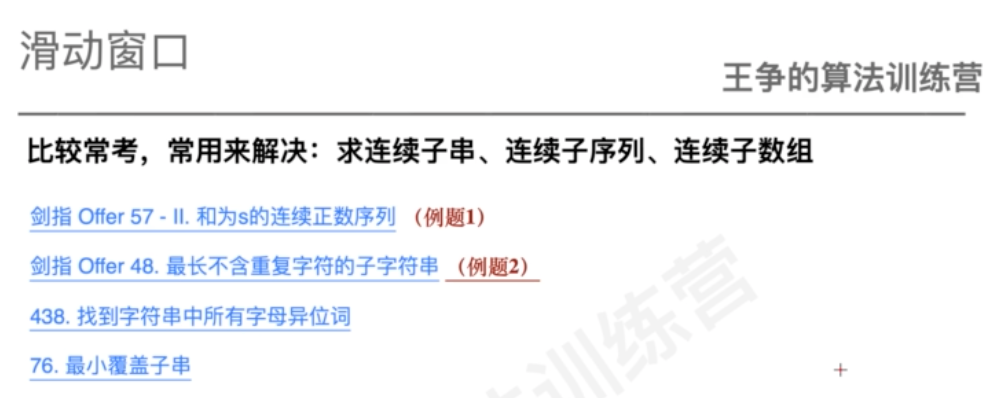 滑动窗口
王争的算法训练营
比较常考，常用来解决：求连续子串、连续子序列、连续子数组
剑指 Offer 57 - II. 和为s的连续正数序列 （例题1）
剑指 Offer 48. 最长不含重复字符的子字符串 （例题2）
438. 找到字符串中所有字母异位词
76. 最小覆盖子串
训练营